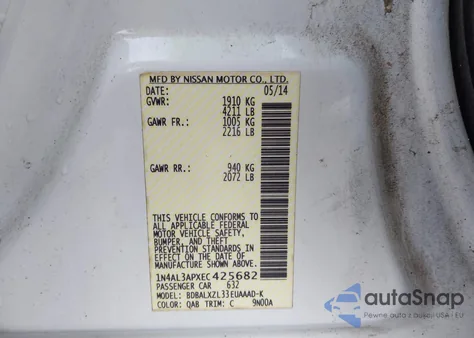 MFD BY NISSAN MOTOR CO., LTD.
DATE: 05/14
GVWR: 1910 KG
4211 LB
GAWR FR.: 1005 KG
2216 LB
GAWR RR.: 940 KG
2072 LB
THIS VEHICLE CONFORMS TO
ALL APPLICABLE FEDERAL
MOTOR VEHICLE SAFETY,
BUMPER, AND THEFT
PREVENTION STANDARDS IN
EFFECT ON THE DATE OF
MANUFACTURE SHOWN ABOVE.
1N4AL3APXEC425682
PASSENGER CAR 632
MODEL: BDBALXZL33EUAAAD-K
COLOR: QAB TRIM: C 9N00A
autoSnap